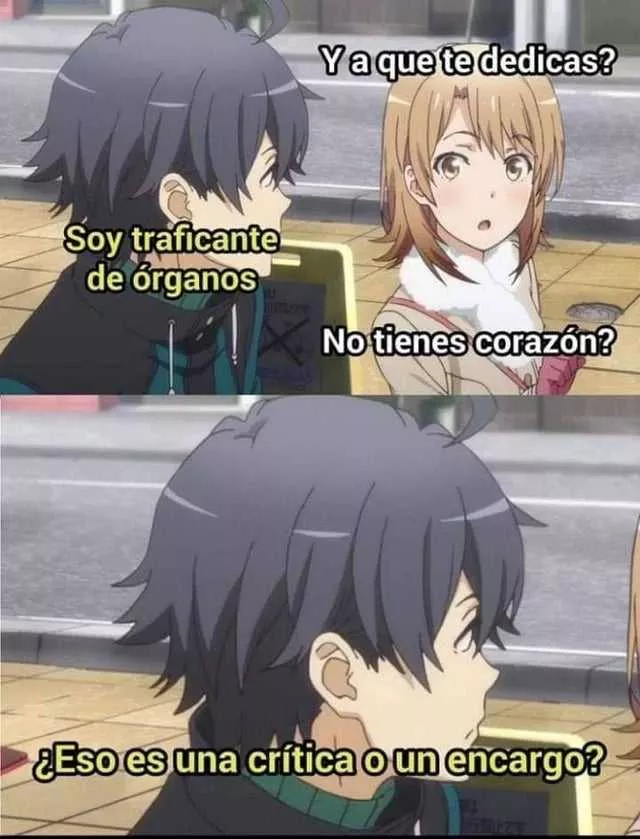 Y a que te dedicas?
Soy traficante
de órganos
No tienes corazón?
¿Eso es una crítica o un encargo?